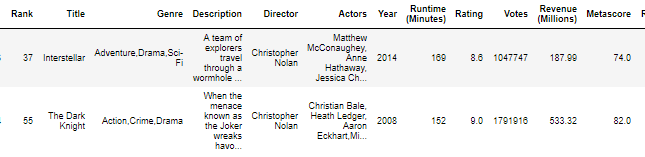 Rank Title Genre Description Director Actors Year Runtime (Minutes) Rating Votes Revenue (Millions) Metascore
37 Interstellar Adventure,Drama,Sci-Fi A team of explorers travel through a wormhole ... Christopher Nolan Matthew McConaughey, Anne Hathaway, Jessica Ch... 2014 169 8.6 1047747 187.99 74.0
55 The Dark Knight Action,Crime,Drama When the menace known as the Joker wreaks havo... Christopher Nolan Christian Bale, Heath Ledger, Aaron Eckhart,Mi... 2008 152 9.0 1791916 533.32 82.0